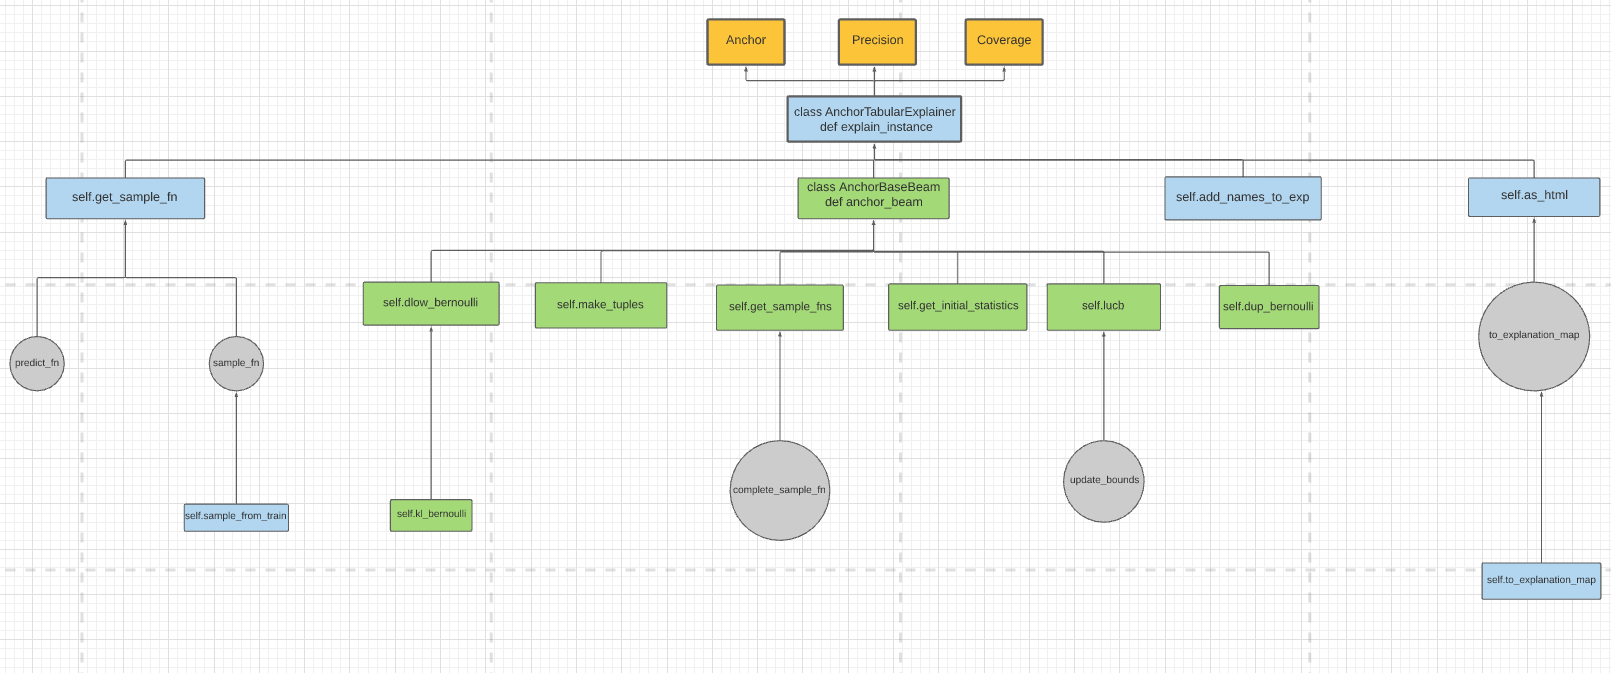 Anchor
Precision
Coverage
class AnchorTabularExplainer
def explain_instance
self.get_sample_fn
class AnchorBaseBeam
def anchor_beam
self.add_names_to_exp
self.as_html
self.dlow_bernoulli
self.make_tuples
self.get_sample_fns
self.get_initial_statistics
self.lucb
self.dup_bernoulli
to_explanation_map
predict_fn
sample_fn
complete_sample_fn
update_bounds
self.sample_from_train
self.kl_bernoulli
self.to_explanation_map